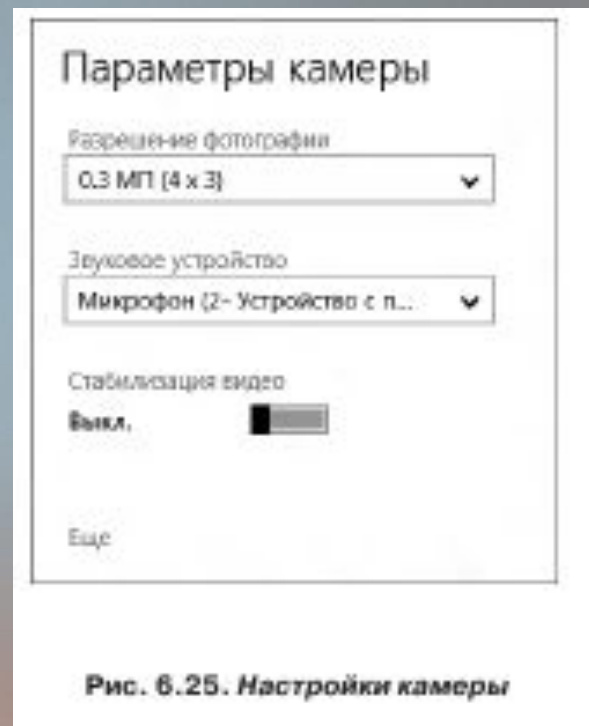 Параметры камеры
Разрешение фотографии
0.3 МП (4 x 3)
Звуковое устройство
Микрофон (2- Устройство с п...
Стабилизация видео
Выкл.
Еще
Рис. 6.25. Настройки камеры